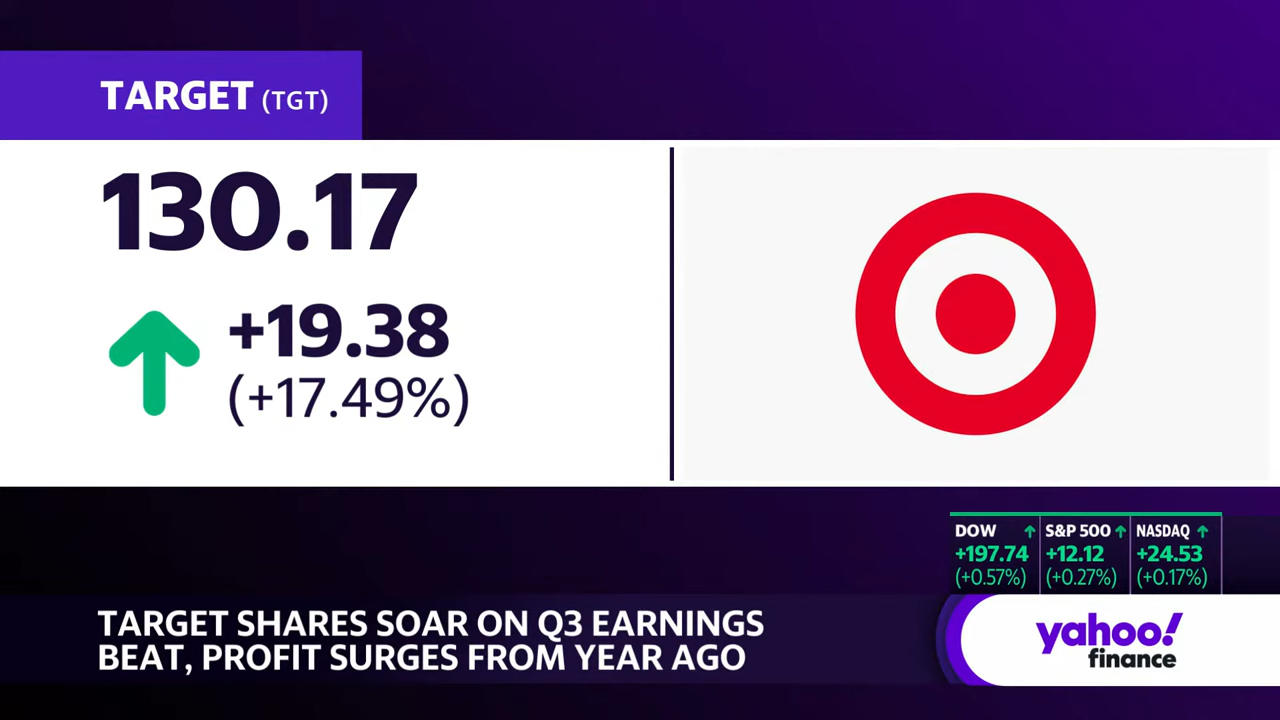 TARGET (TGT)
130.17
+19.38
(+17.49%)
DOW
+197.74
(+0.57%)
S&P 500
+12.12
(+0.27%)
NASDAQ
+24.53
(+0.17%)
TARGET SHARES SOAR ON Q3 EARNINGS
BEAT, PROFIT SURGES FROM YEAR AGO
yahoo!
finance